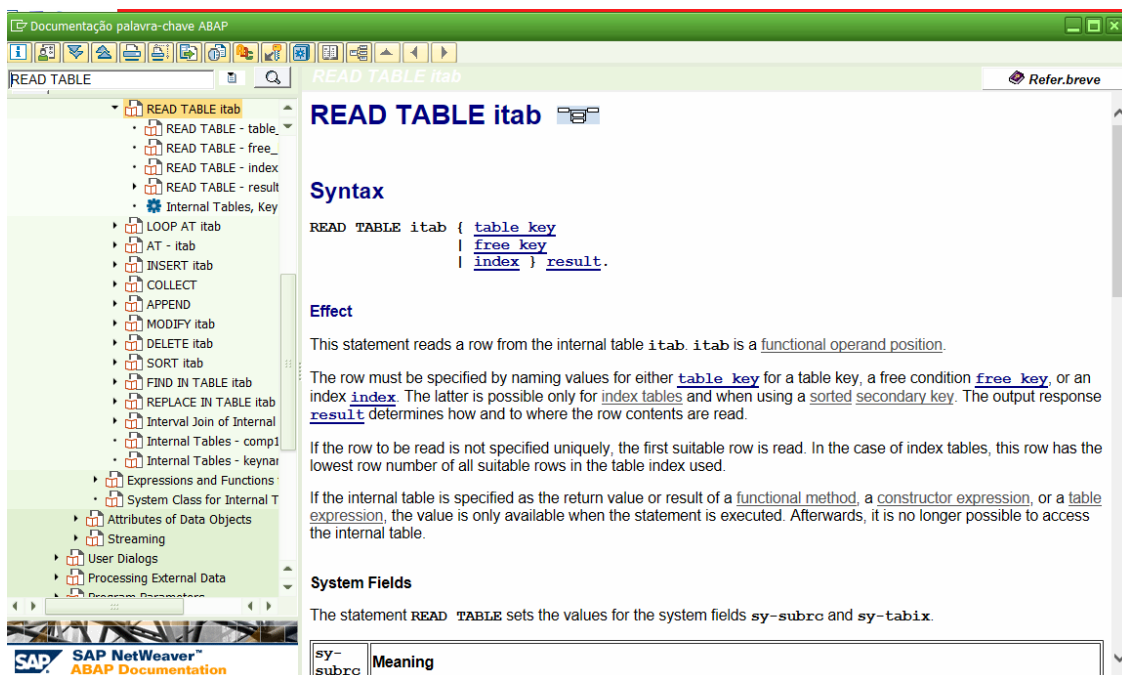 Documentação palavra-chave ABAP
READ TABLE
READ TABLE itab
Refer.breve
READ TABLE itab
READ TABLE - table_
READ TABLE - free_
READ TABLE - index
READ TABLE - result
Internal Tables, Key
LOOP AT itab
AT - itab
INSERT itab
COLLECT
APPEND
MODIFY itab
DELETE itab
SORT itab
FIND IN TABLE itab
REPLACE IN TABLE itab
Interval Join of Internal
Internal Tables - comp1
Internal Tables - keynar
Expressions and Functions
System Class for Internal T
Attributes of Data Objects
Streaming
User Dialogs
Processing External Data
Program Parameters
SAP
SAP NetWeaver™
ABAP Documentation
READ TABLE itab
Syntax
READ TABLE itab { table key
| free key
| index } result.
Effect
This statement reads a row from the internal table itab. itab is a functional operand position.
The row must be specified by naming values for either table key for a table key, a free condition free key, or an
index index. The latter is possible only for index tables and when using a sorted secondary key. The output response
result determines how and to where the row contents are read.
If the row to be read is not specified uniquely, the first suitable row is read. In the case of index tables, this row has the
lowest row number of all suitable rows in the table index used.
If the internal table is specified as the return value or result of a functional method, a constructor expression, or a table
expression, the value is only available when the statement is executed. Afterwards, it is no longer possible to access
the internal table.
System Fields
The statement READ TABLE sets the values for the system fields sy-subrc and sy-tabix.
sy-
subrc
Meaning